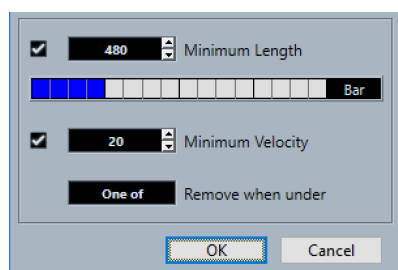 480 Minimum Length
Bar
20 Minimum Velocity
One of Remove when under
OK Cancel